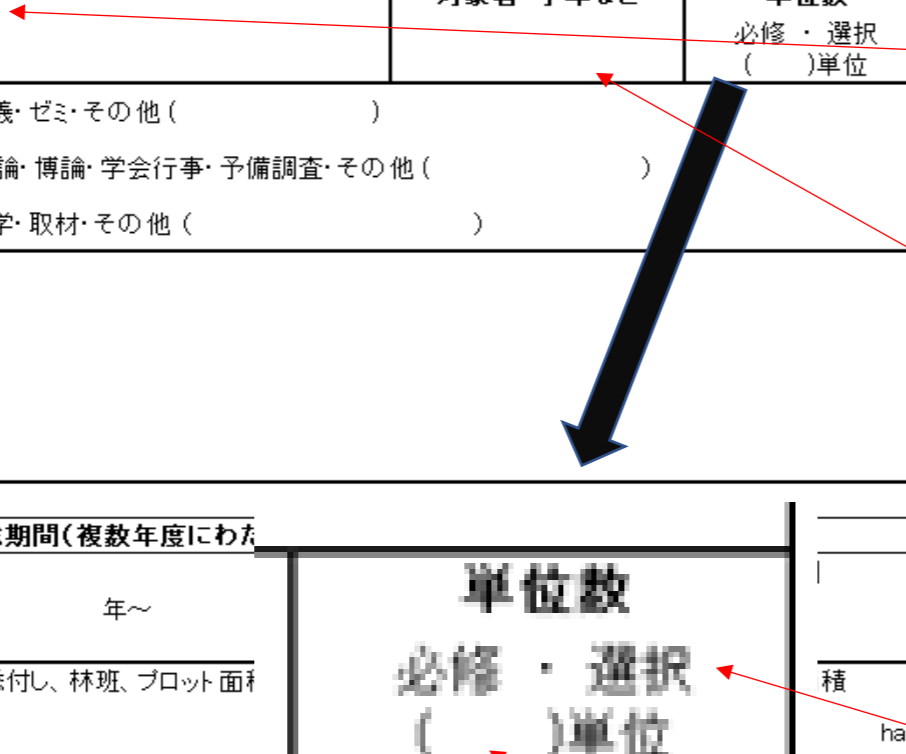 単位数
必修 ・ 選択
(　　)単位
・ゼミ・その他(　　　　　　　)
論・博論・学会行事・予備調査・その他(　　　　　　　　)
学・取材・その他(　　　　　　　　　)
期間(複数年度にわた
年～
付し、林班、プロット面
単位数
必修 ・ 選択
(　　)単位
積
ha